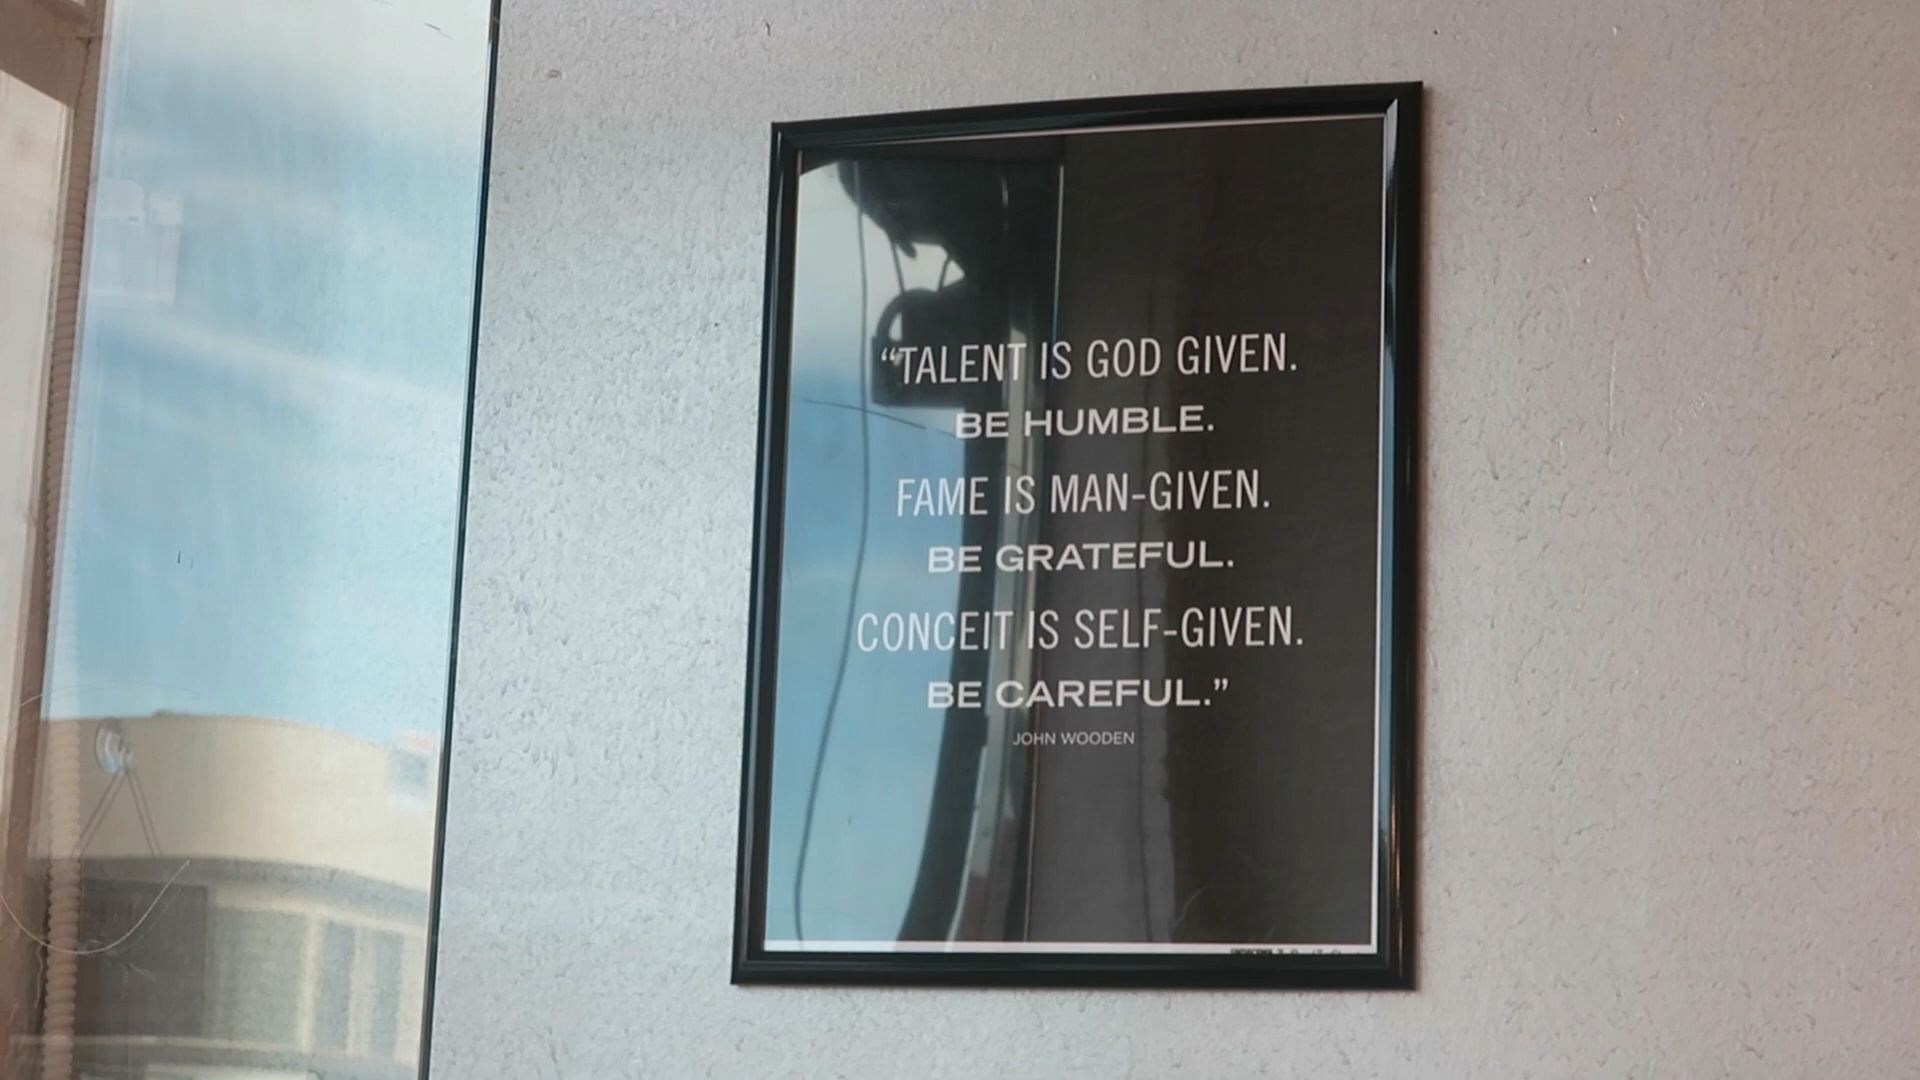 “TALENT IS GOD GIVEN.
BE HUMBLE.
FAME IS MAN-GIVEN.
BE GRATEFUL.
CONCEIT IS SELF-GIVEN.
BE CAREFUL.”
JOHN WOODEN